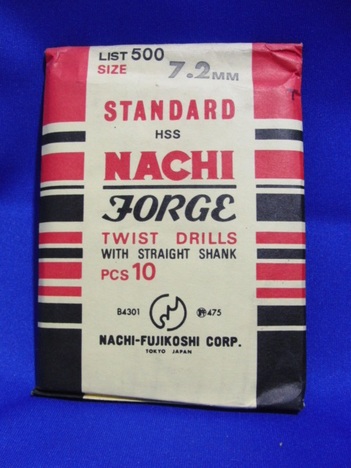 LIST 500
SIZE 7.2MM
STANDARD
HSS
NACHI
FORGE
TWIST DRILLS
WITH STRAIGHT SHANK
PCS 10
B4301 475
NACHI-FUJIKOSHI CORP.
TOKYO JAPAN